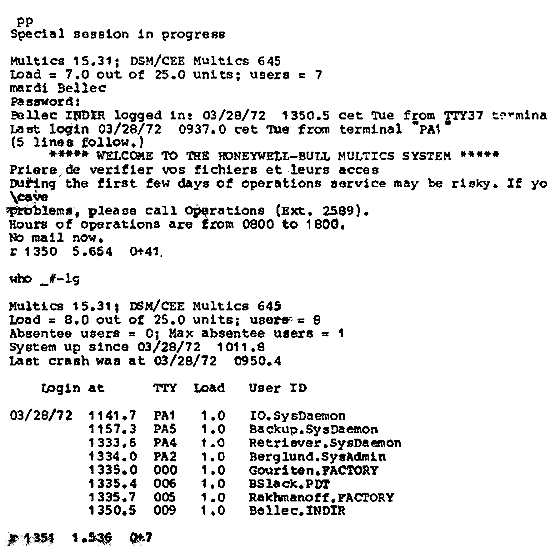 pp
Special session in progress
Multics 15.31; DSM/CEE Multics 645
Load = 7.0 out of 25.0 units; users = 7
mardi Bellec
Password:
Bellec INDIR logged in: 03/28/72 1350.5 cet Tue from TTY37 termina
Last login 03/28/72 0937.0 cet Tue from terminal "PA1"
(5 lines follow.)
***** WELCOME TO THE HONEYWELL-BULL MULTICS SYSTEM *****
Priere de verifier vos fichiers et leurs acces
During the first few days of operations service may be risky. If yo
\cave
problems, please call Operations (Ext. 2589).
Hours of operations are from 0800 to 1800.
No mail now.
r 1350 5.654 0+41
who _#-lg
Multics 15.31; DSM/CEE Multics 645
Load = 8.0 out of 25.0 units; users = 8
Absentee users = 0; Max absentee users = 1
System up since 03/28/72 1011.8
Last crash was at 03/28/72 0950.4
Login at TTY Load User ID
03/28/72 1141.7 PA1 1.0 IO.SysDaemon
1157.3 PA5 1.0 Backup.SysDaemon
1333.6 PA4 1.0 Retriever.SysDaemon
1334.0 PA2 1.0 Berglund.SysAdmin
1335.0 000 1.0 Gouriten.FACTORY
1335.4 006 1.0 BSlack.PDT
1335.7 005 1.0 Rakhmanoff.FACTORY
1350.5 009 1.0 Bellec.INDIR
r 1351 1.536 0+7